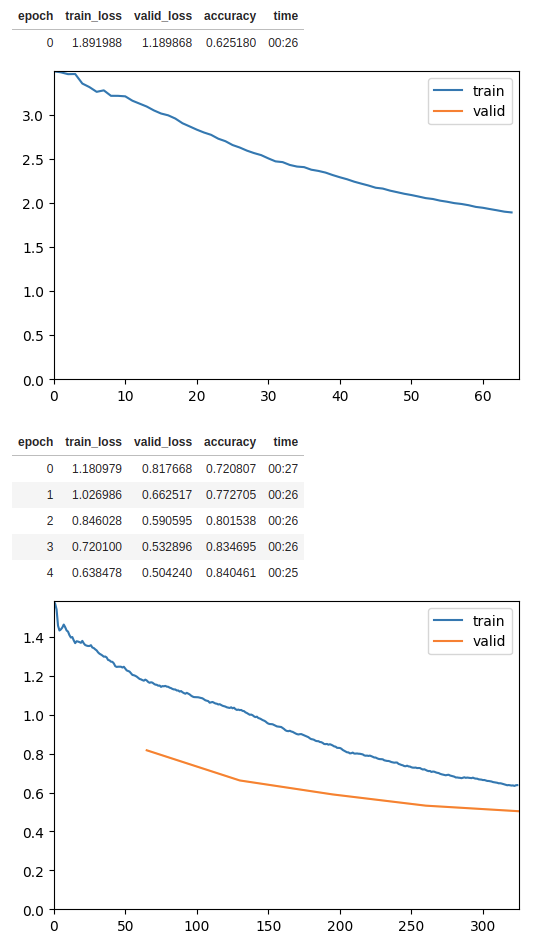 epoch train_loss valid_loss accuracy time
0 1.891988 1.189868 0.625180 00:26
train
valid
3.0
2.5
2.0
1.5
1.0
0.5
0.0
0 10 20 30 40 50 60
epoch train_loss valid_loss accuracy time
0 1.180979 0.817668 0.720807 00:27
1 1.026986 0.662517 0.772705 00:26
2 0.846028 0.590595 0.801538 00:26
3 0.720100 0.532896 0.834695 00:26
4 0.638478 0.504240 0.840461 00:25
train
valid
1.4
1.2
1.0
0.8
0.6
0.4
0.2
0.0
0 50 100 150 200 250 300